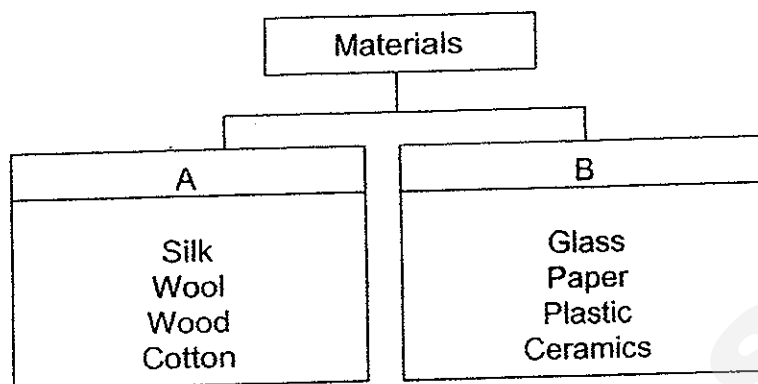 Materials
A
Silk
Wool
Wood
Cotton
B
Glass
Paper
Plastic
Ceramics